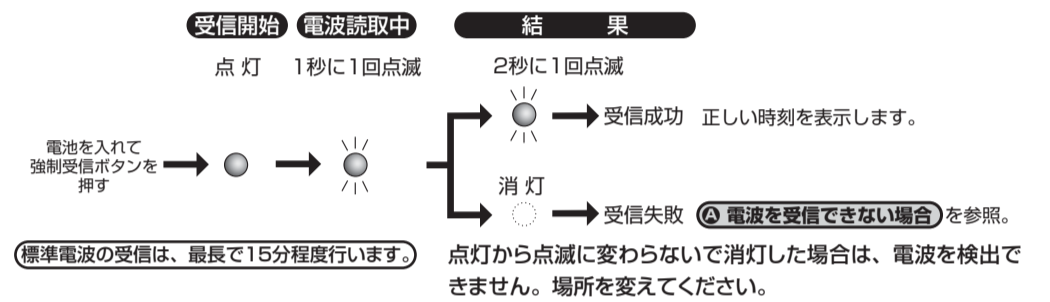 受信開始 電波読取中 結果
点灯 1秒に1回点滅 2秒に1回点滅
電池を入れて
強制受信ボタンを
押す
受信成功 正しい時刻を表示します。
消灯
受信失敗 Ⓐ 電波を受信できない場合 を参照。
標準電波の受信は、最長で15分程度行います。
点灯から点滅に変わらないで消灯した場合は、電波を検出で
きません。場所を変えてください。